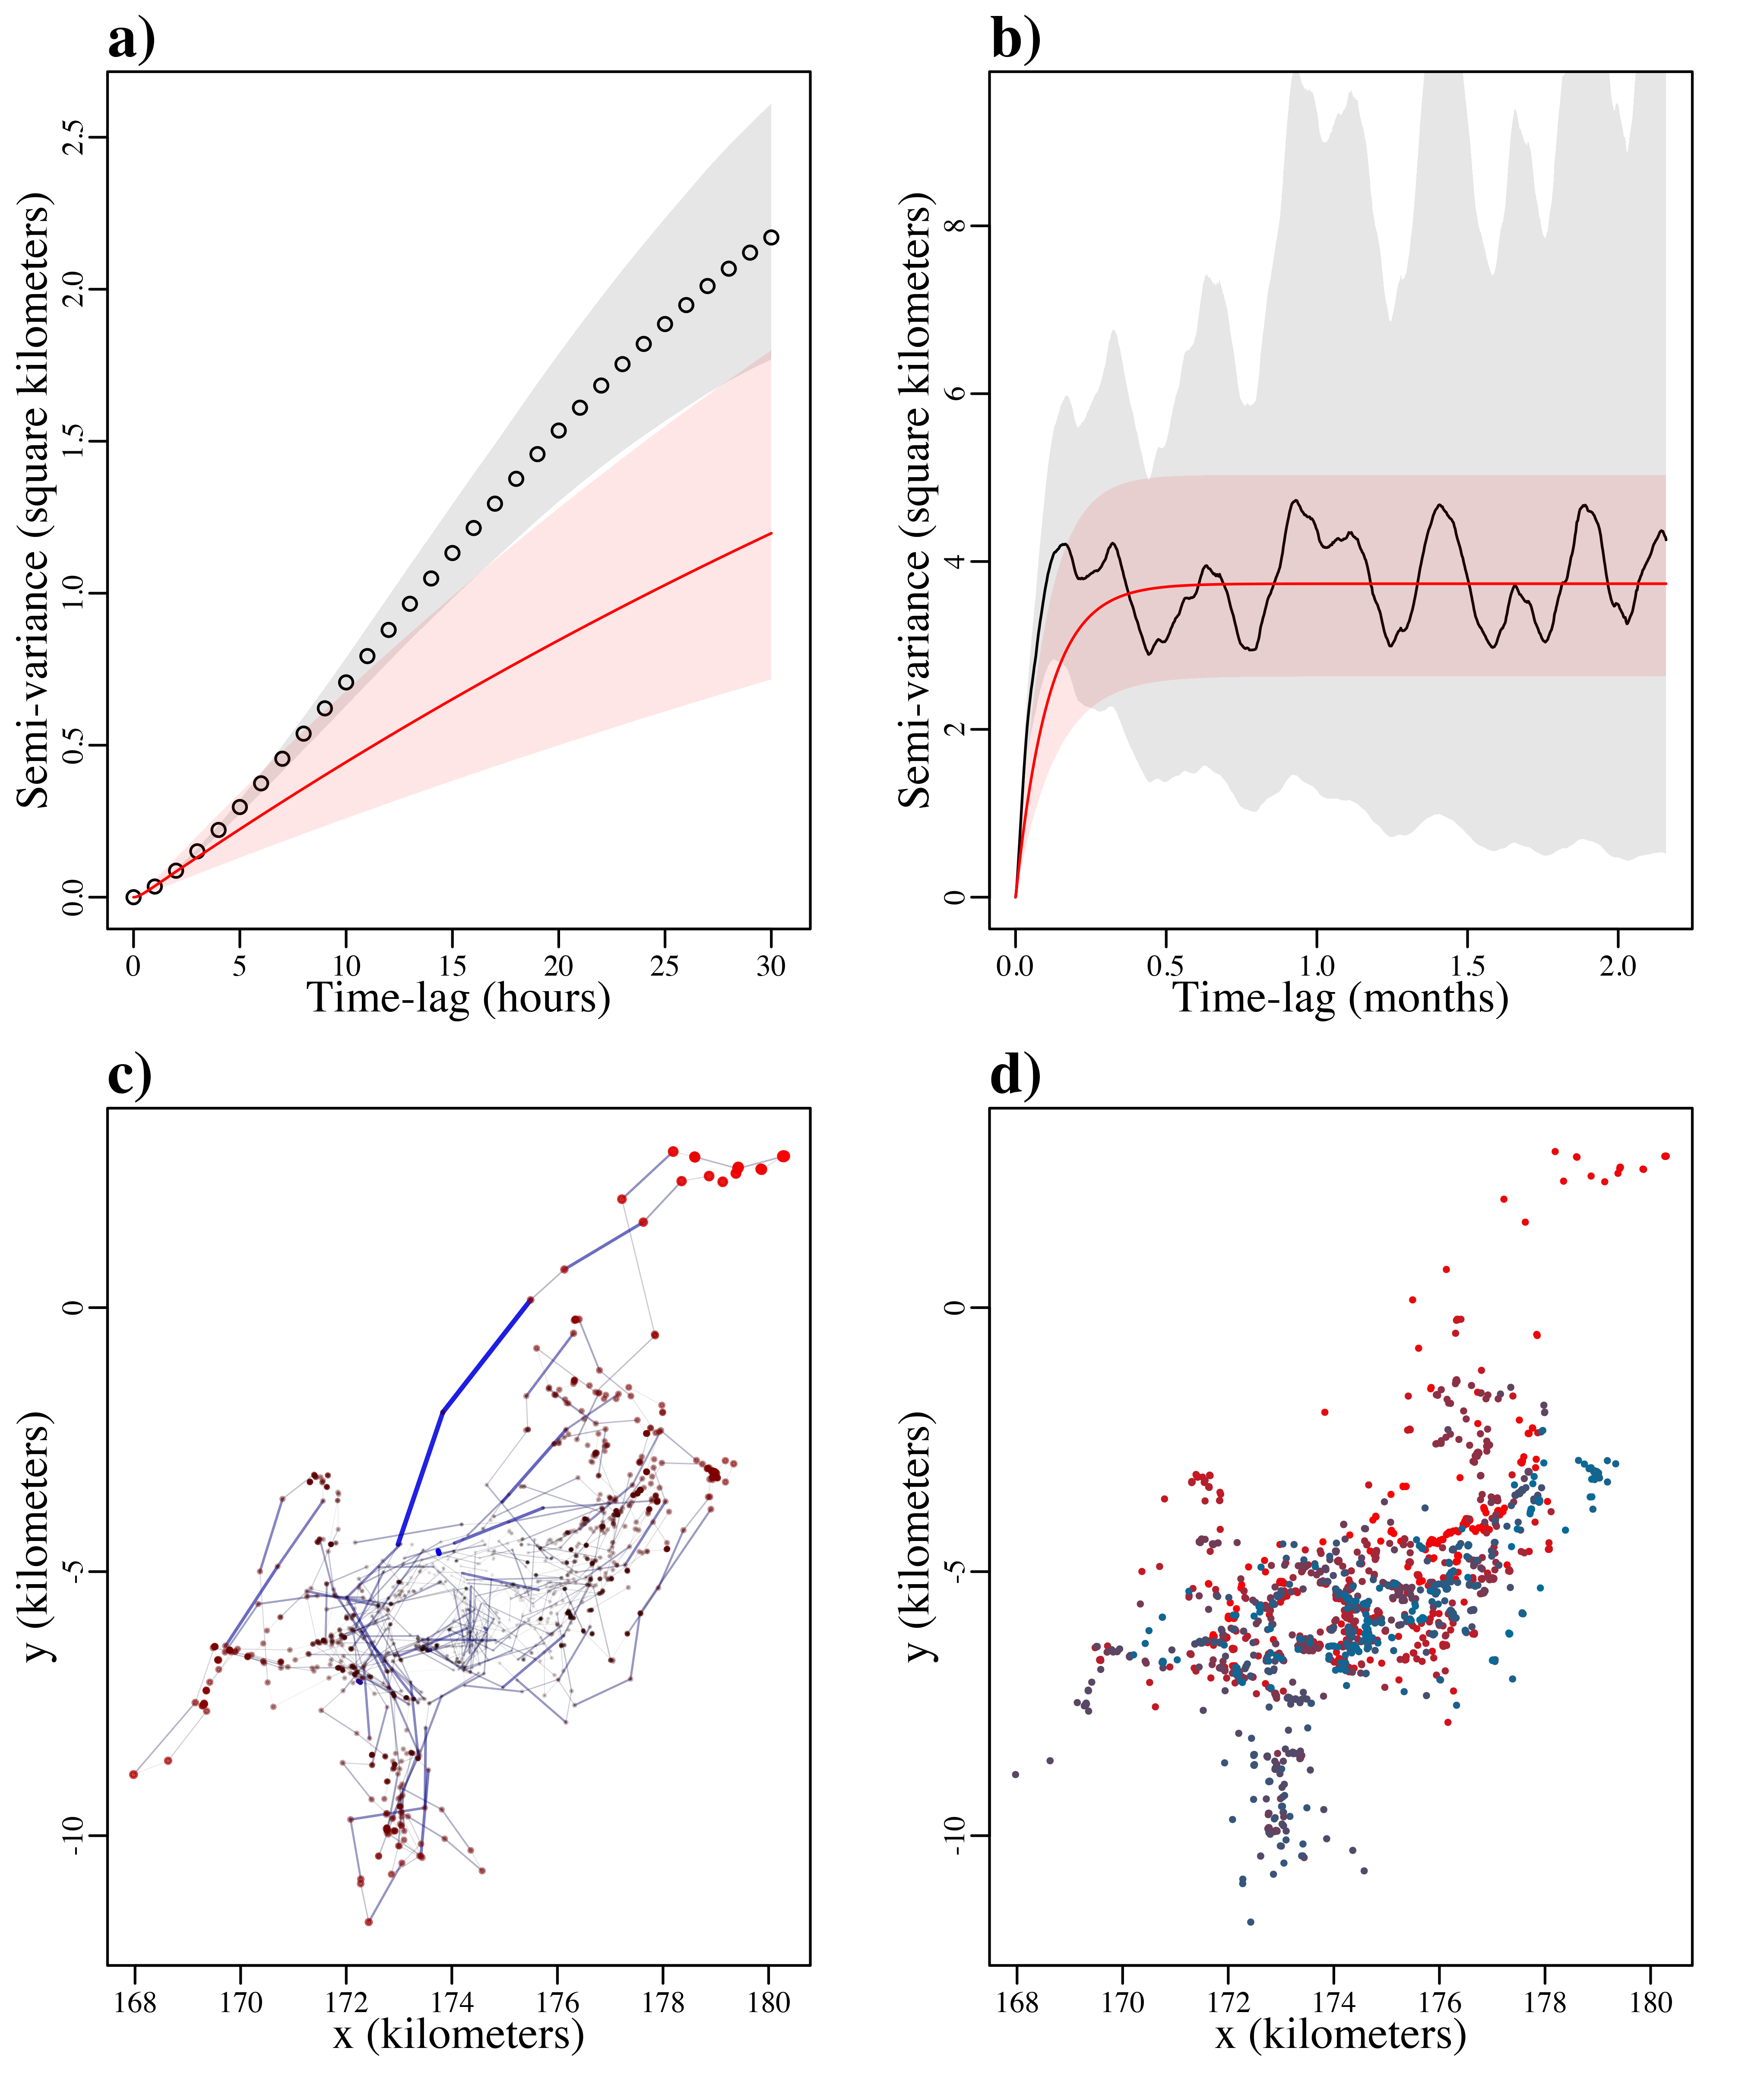 a)
Semi-variance (square kilometers)
0.0 0.5 1.0 1.5 2.0 2.5
0 5 10 15 20 25 30
Time-lag (hours)
b)
Semi-variance (square kilometers)
0 2 4 6 8
0.0 0.5 1.0 1.5 2.0
Time-lag (months)
c)
y (kilometers)
-10 -5 0
168 170 172 174 176 178 180
x (kilometers)
d)
y (kilometers)
-10 -5 0
168 170 172 174 176 178 180
x (kilometers)